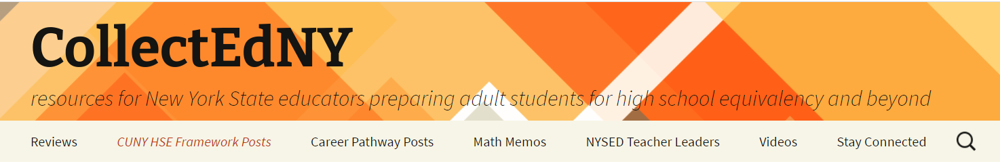 CollectEdNY
resources for New York State educators preparing adult students for high school equivalency and beyond
Reviews CUNY HSE Framework Posts Career Pathway Posts Math Memos NYSED Teacher Leaders Videos Stay Connected